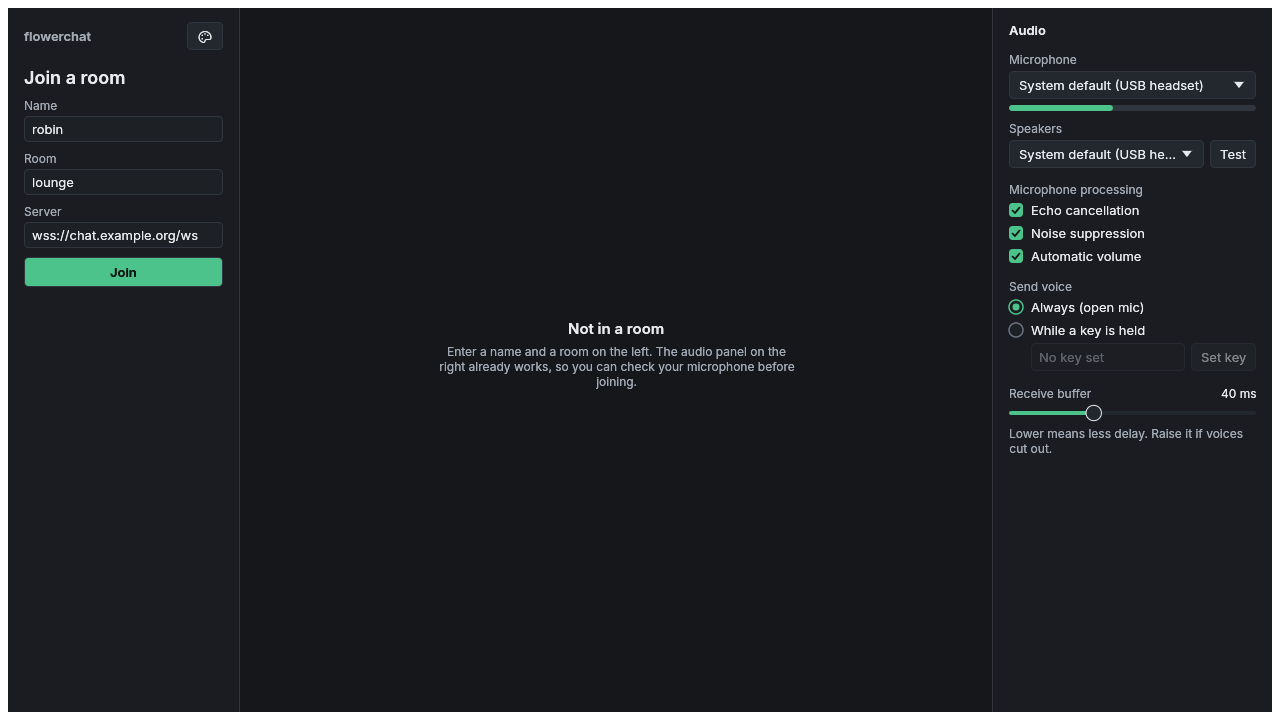 flowerchat
Join a room
Name
robin
Room
lounge
Server
wss://chat.example.org/ws
Join
Not in a room
Enter a name and a room on the left. The audio panel on the
right already works, so you can check your microphone before
joining.
Audio
Microphone
System default (USB headset)
Speakers
System default (USB he... Test
Microphone processing
Echo cancellation
Noise suppression
Automatic volume
Send voice
Always (open mic)
While a key is held
No key set Set key
Receive buffer 40 ms
Lower means less delay. Raise it if voices
cut out.